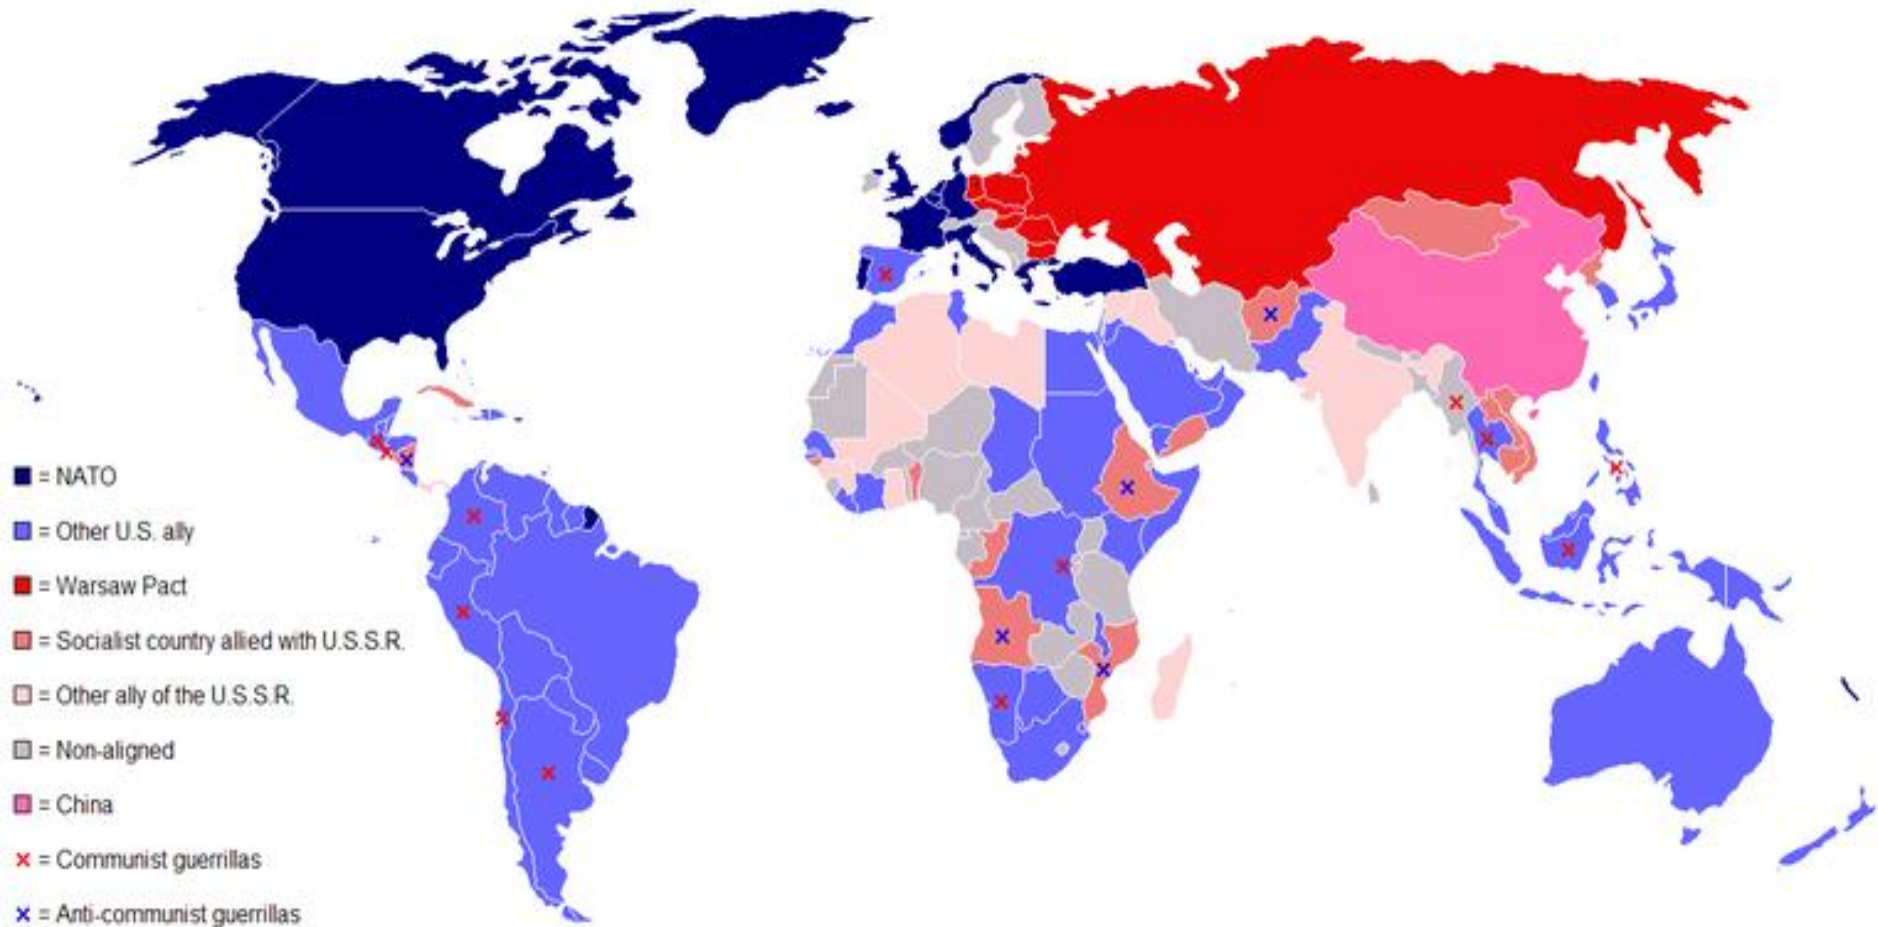 = NATO
= Other U.S. ally
= Warsaw Pact
= Socialist country allied with U.S.S.R.
= Other ally of the U.S.S.R.
= Non-aligned
= China
× = Communist guerrillas
× = Anti-communist guerrillas